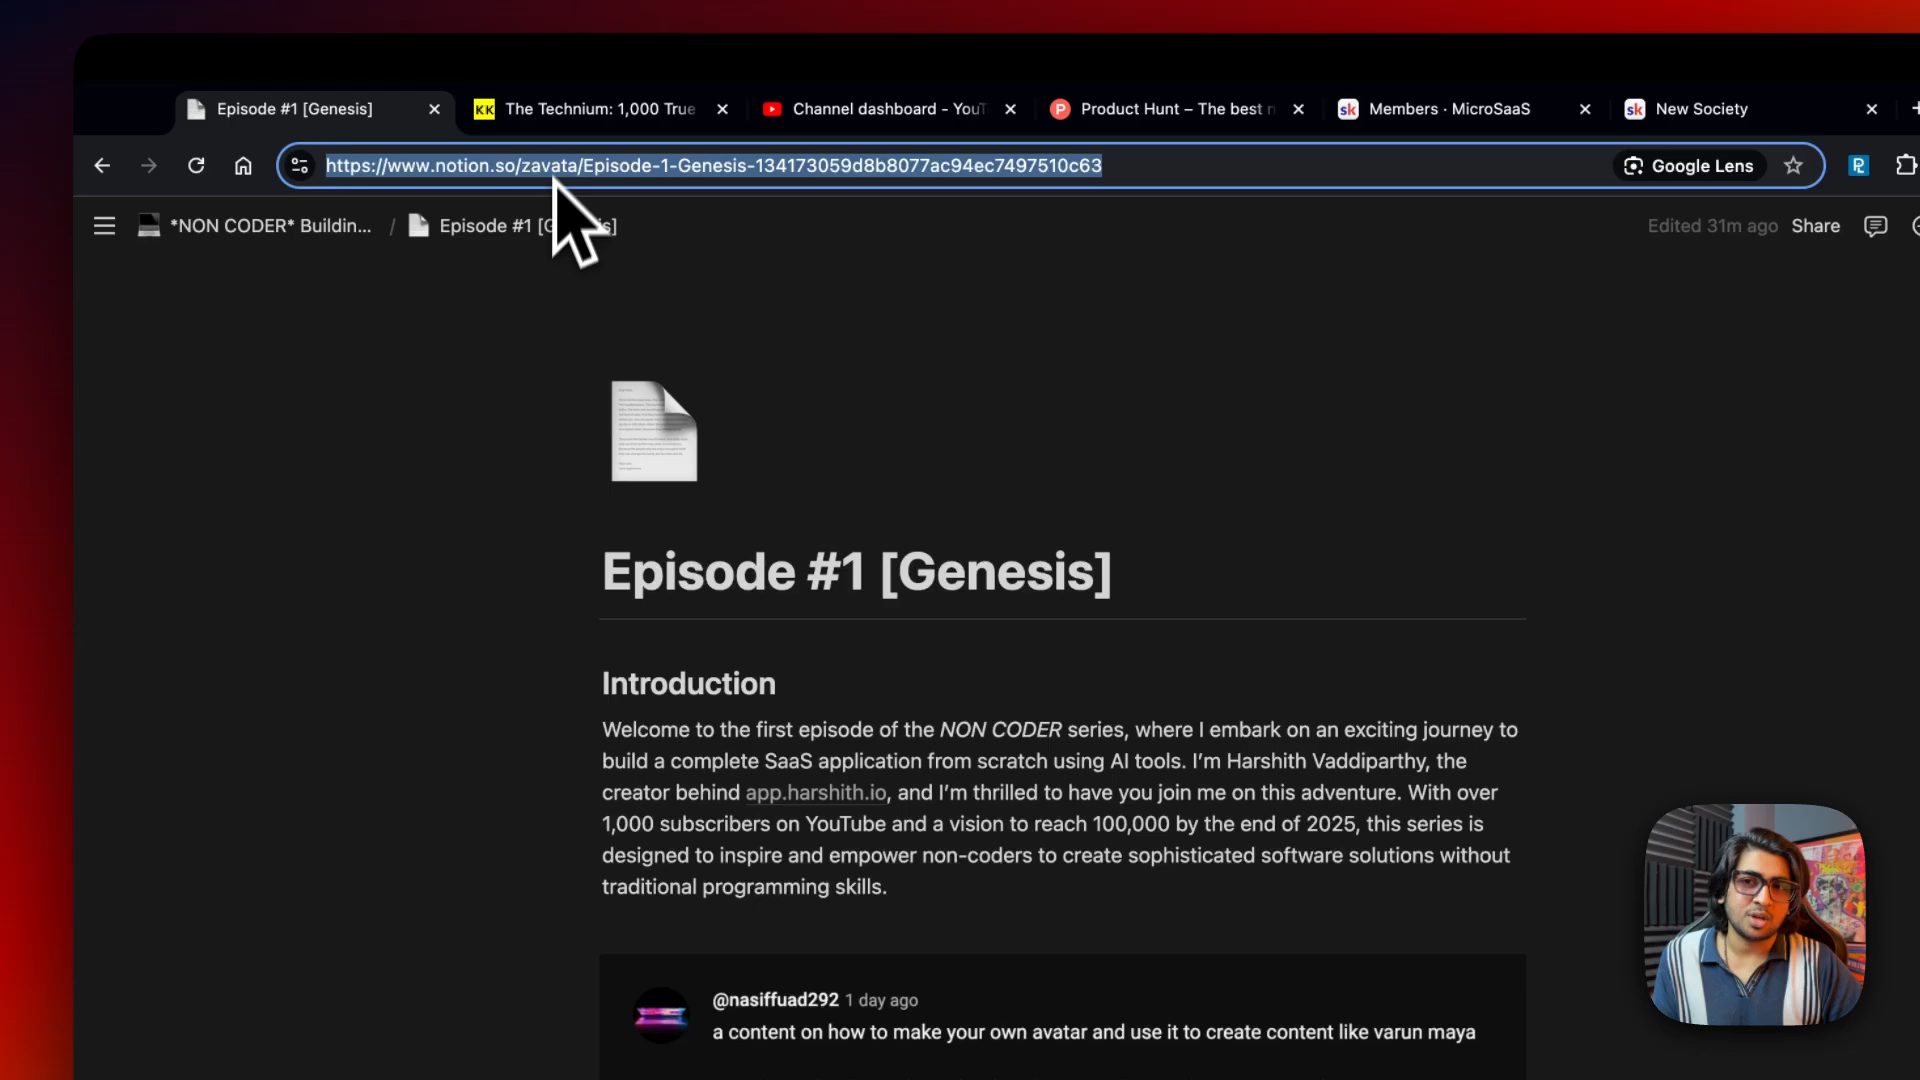 Episode #1 [Genesis]
KK The Technium: 1,000 True
Channel dashboard - YouT
Product Hunt – The best n
sk Members · MicroSaaS
sk New Society
https://www.notion.so/zavata/Episode-1-Genesis-134173059d8b8077ac94ec7497510c63
Google Lens
*NON CODER* Buildin... / Episode #1 [G s]
Edited 31m ago Share
Episode #1 [Genesis]
Introduction
Welcome to the first episode of the NON CODER series, where I embark on an exciting journey to
build a complete SaaS application from scratch using AI tools. I’m Harshith Vaddiparthy, the
creator behind app.harshith.io, and I’m thrilled to have you join me on this adventure. With over
1,000 subscribers on YouTube and a vision to reach 100,000 by the end of 2025, this series is
designed to inspire and empower non-coders to create sophisticated software solutions without
traditional programming skills.
@nasiffuad292 1 day ago
a content on how to make your own avatar and use it to create content like varun maya